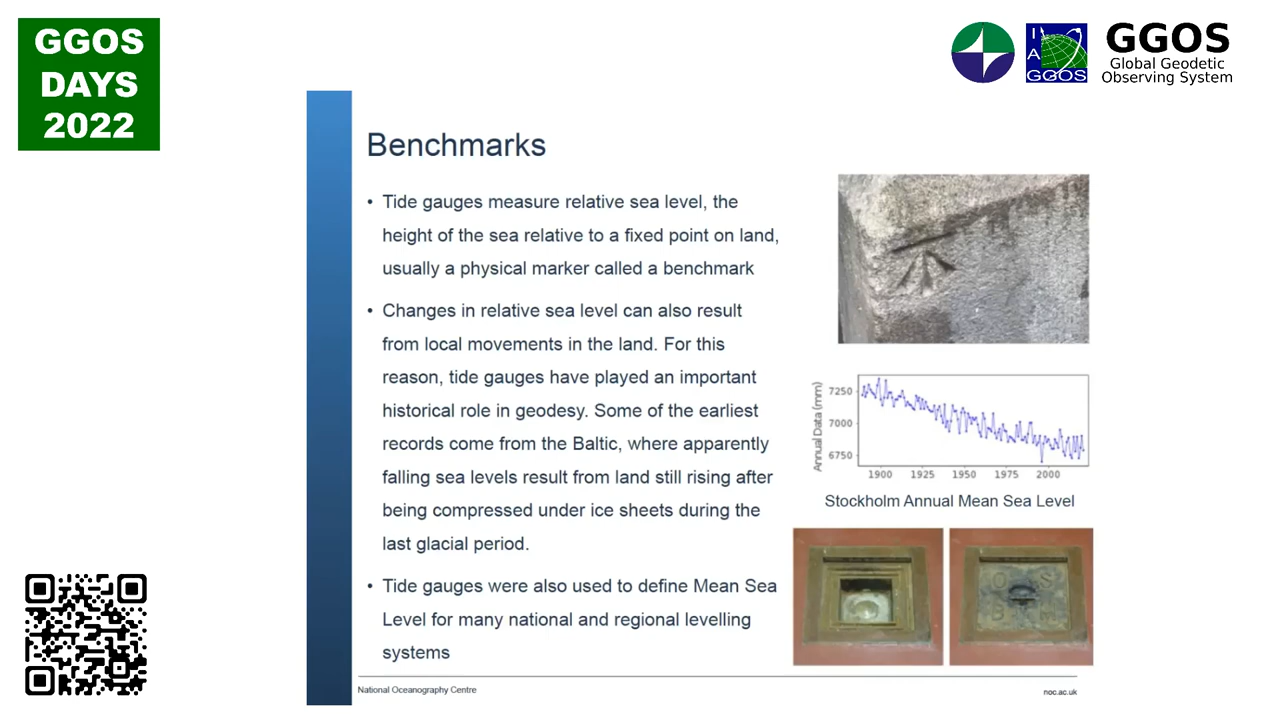 GGOS
DAYS
2022
I
A
GGOS
GGOS
Global Geodetic
Observing System
Benchmarks
• Tide gauges measure relative sea level, the
height of the sea relative to a fixed point on land,
usually a physical marker called a benchmark
• Changes in relative sea level can also result
from local movements in the land. For this
reason, tide gauges have played an important
historical role in geodesy. Some of the earliest
records come from the Baltic, where apparently
falling sea levels result from land still rising after
being compressed under ice sheets during the
last glacial period.
• Tide gauges were also used to define Mean Sea
Level for many national and regional levelling
systems
Annual Data (mm)
7250
7000
6750
1900 1925 1950 1975 2000
Stockholm Annual Mean Sea Level
O S
B M
National Oceanography Centre
noc.ac.uk